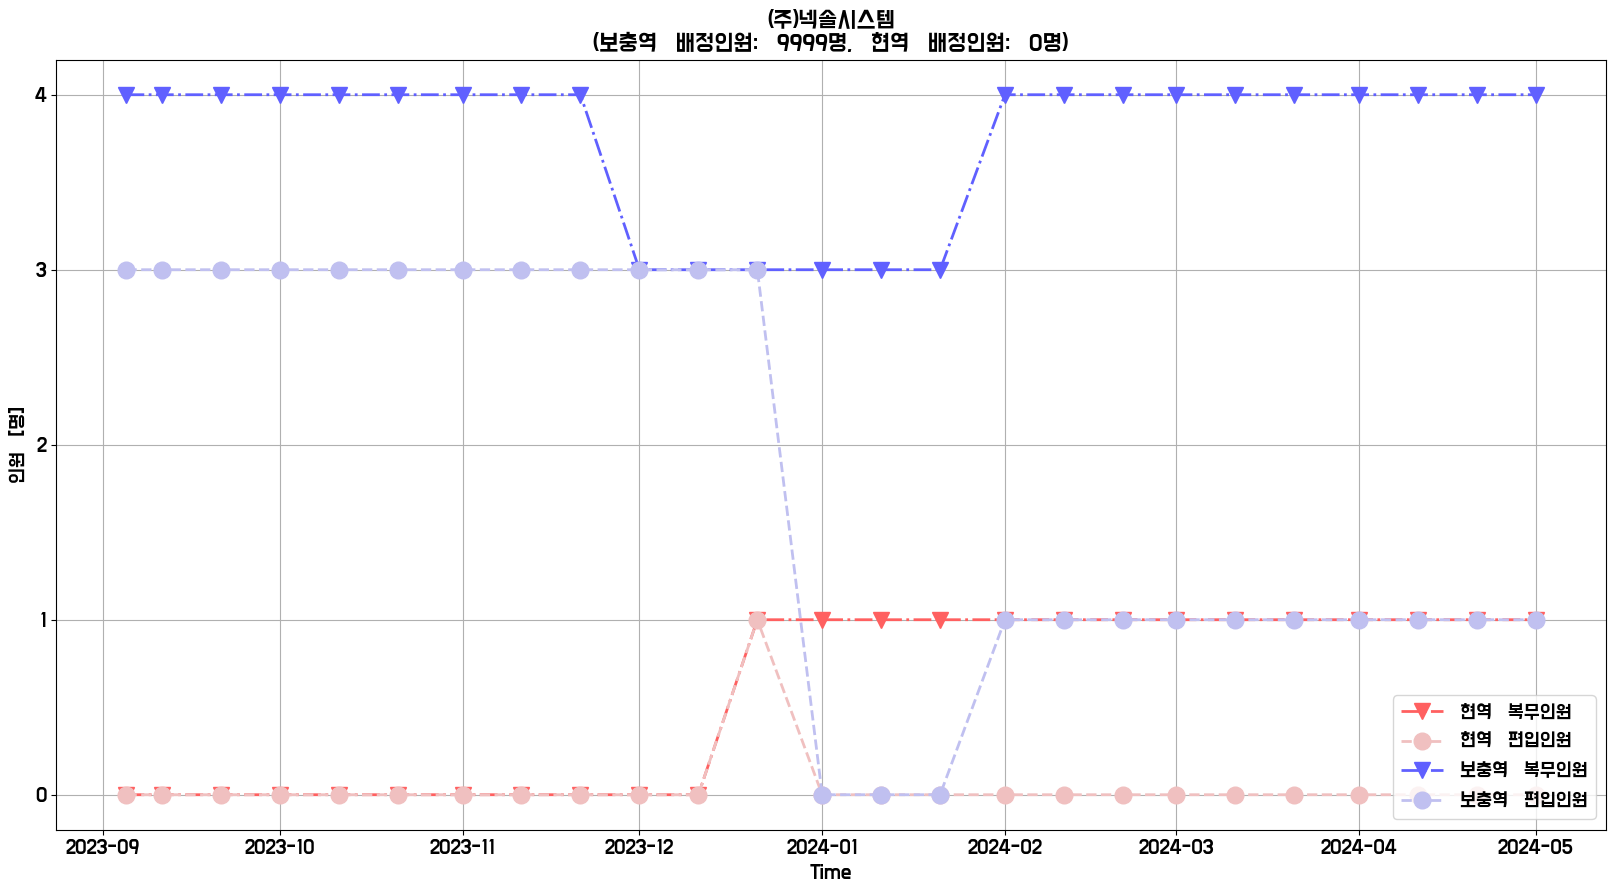 (주)넥솔시스템
(보충역 배정인원: 9999명, 현역 배정인원: 0명)
인원 [명]
4
3
2
1
0
2023-09
2023-10
2023-11
2023-12
2024-01
2024-02
2024-03
2024-04
2024-05
Time
현역 복무인원
현역 편입인원
보충역 복무인원
보충역 편입인원